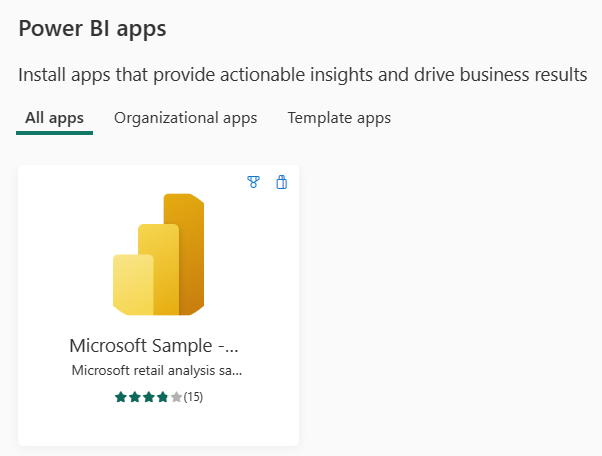 Power BI apps
Install apps that provide actionable insights and drive business results
All apps Organizational apps Template apps
Microsoft Sample -...
Microsoft retail analysis sa...
(15)